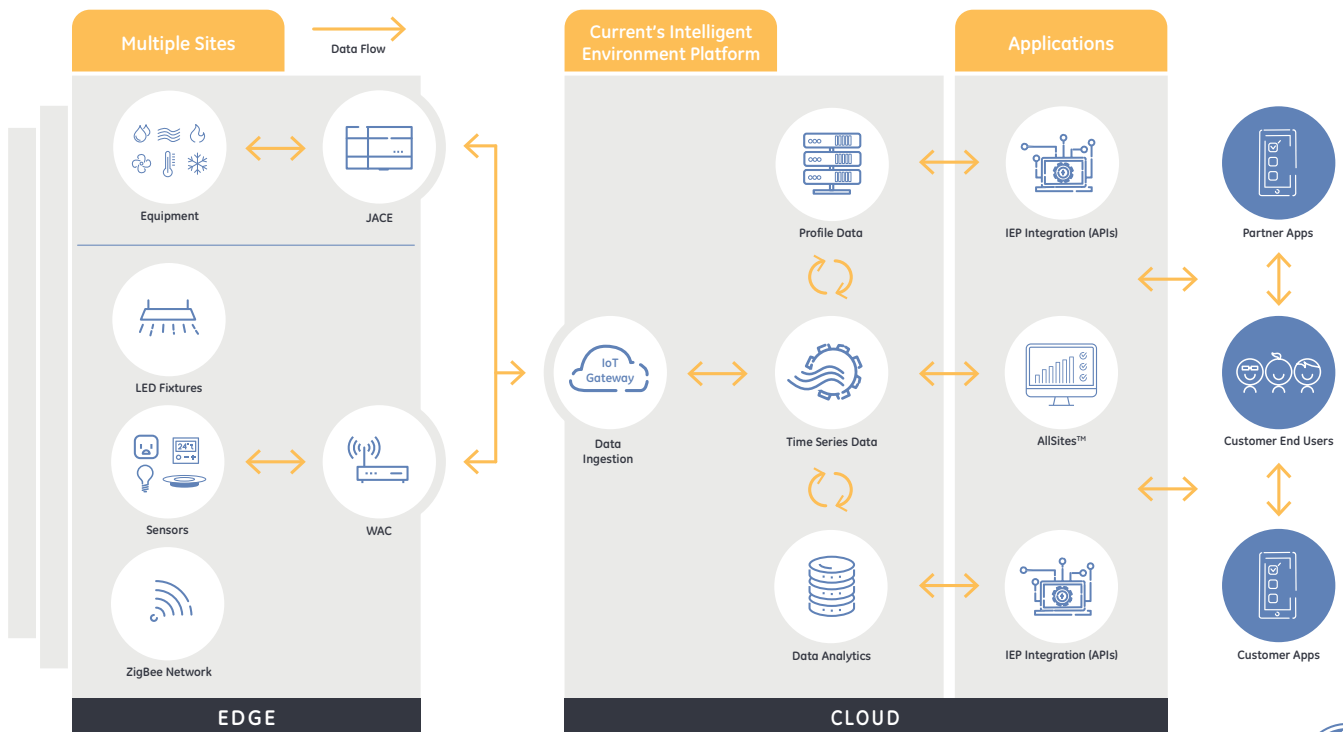 Multiple Sites
Data Flow
Current's Intelligent
Environment Platform
Applications
Equipment
JACE
Profile Data
IEP Integration (APIs)
Partner Apps
LED Fixtures
IoT
Gateway
Data
Ingestion
Time Series Data
AllSites™
Customer End Users
24°t
Sensors
WAC
ZigBee Network
Data Analytics
IEP Integration (APIs)
Customer Apps
EDGE
CLOUD